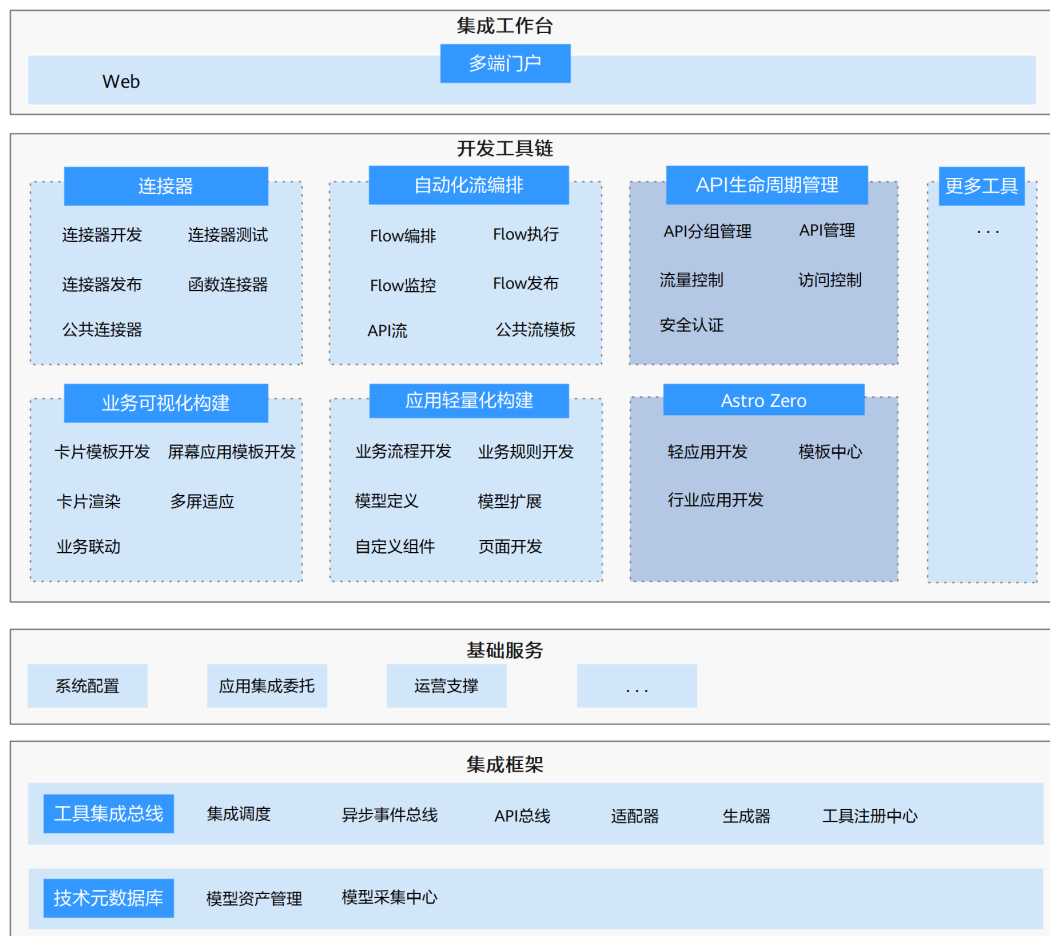 集成工作台
多端门户
Web
开发工具链
连接器
连接器开发 连接器测试
连接器发布 函数连接器
公共连接器
自动化流编排
Flow编排 Flow执行
Flow监控 Flow发布
API流 公共流模板
API生命周期管理
API分组管理 API管理
流量控制 访问控制
安全认证
更多工具
...
业务可视化构建
卡片模板开发 屏幕应用模板开发
卡片渲染 多屏适应
业务联动
应用轻量化构建
业务流程开发 业务规则开发
模型定义 模型扩展
自定义组件 页面开发
Astro Zero
轻应用开发 模板中心
行业应用开发
基础服务
系统配置 应用集成委托 运营支撑 ...
集成框架
工具集成总线 集成调度 异步事件总线 API总线 适配器 生成器 工具注册中心
技术元数据库 模型资产管理 模型采集中心